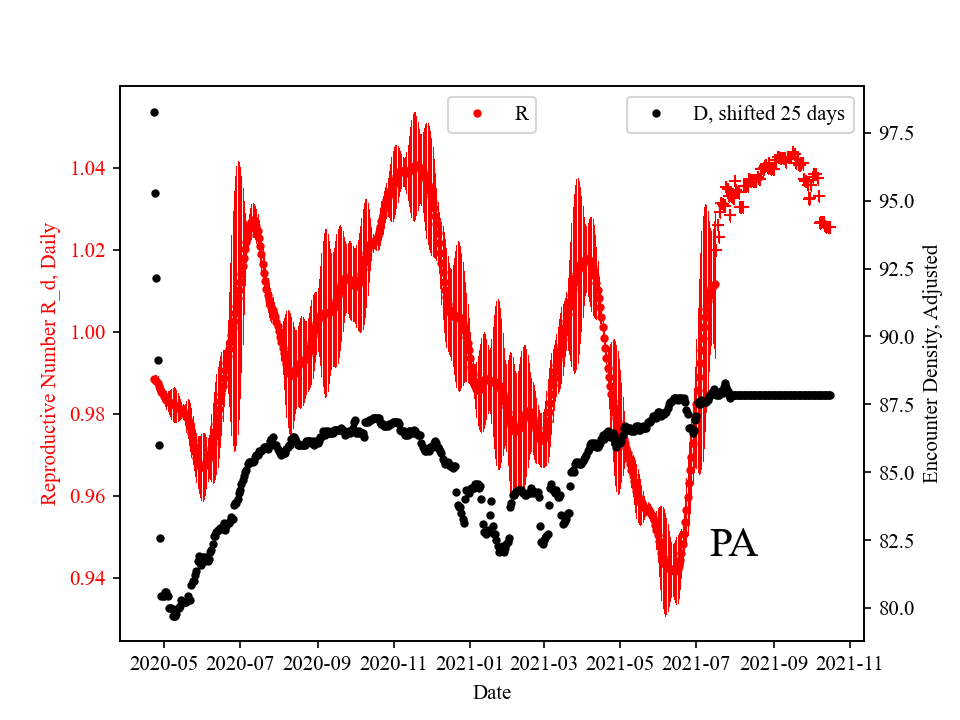 R
D, shifted 25 days
Reproductive Number R_d, Daily
1.04
1.02
1.00
0.98
0.96
0.94
97.5
95.0
92.5
90.0
87.5
85.0
82.5
80.0
Encounter Density, Adjusted
PA
2020-05 2020-07 2020-09 2020-11 2021-01 2021-03 2021-05 2021-07 2021-09 2021-11
Date